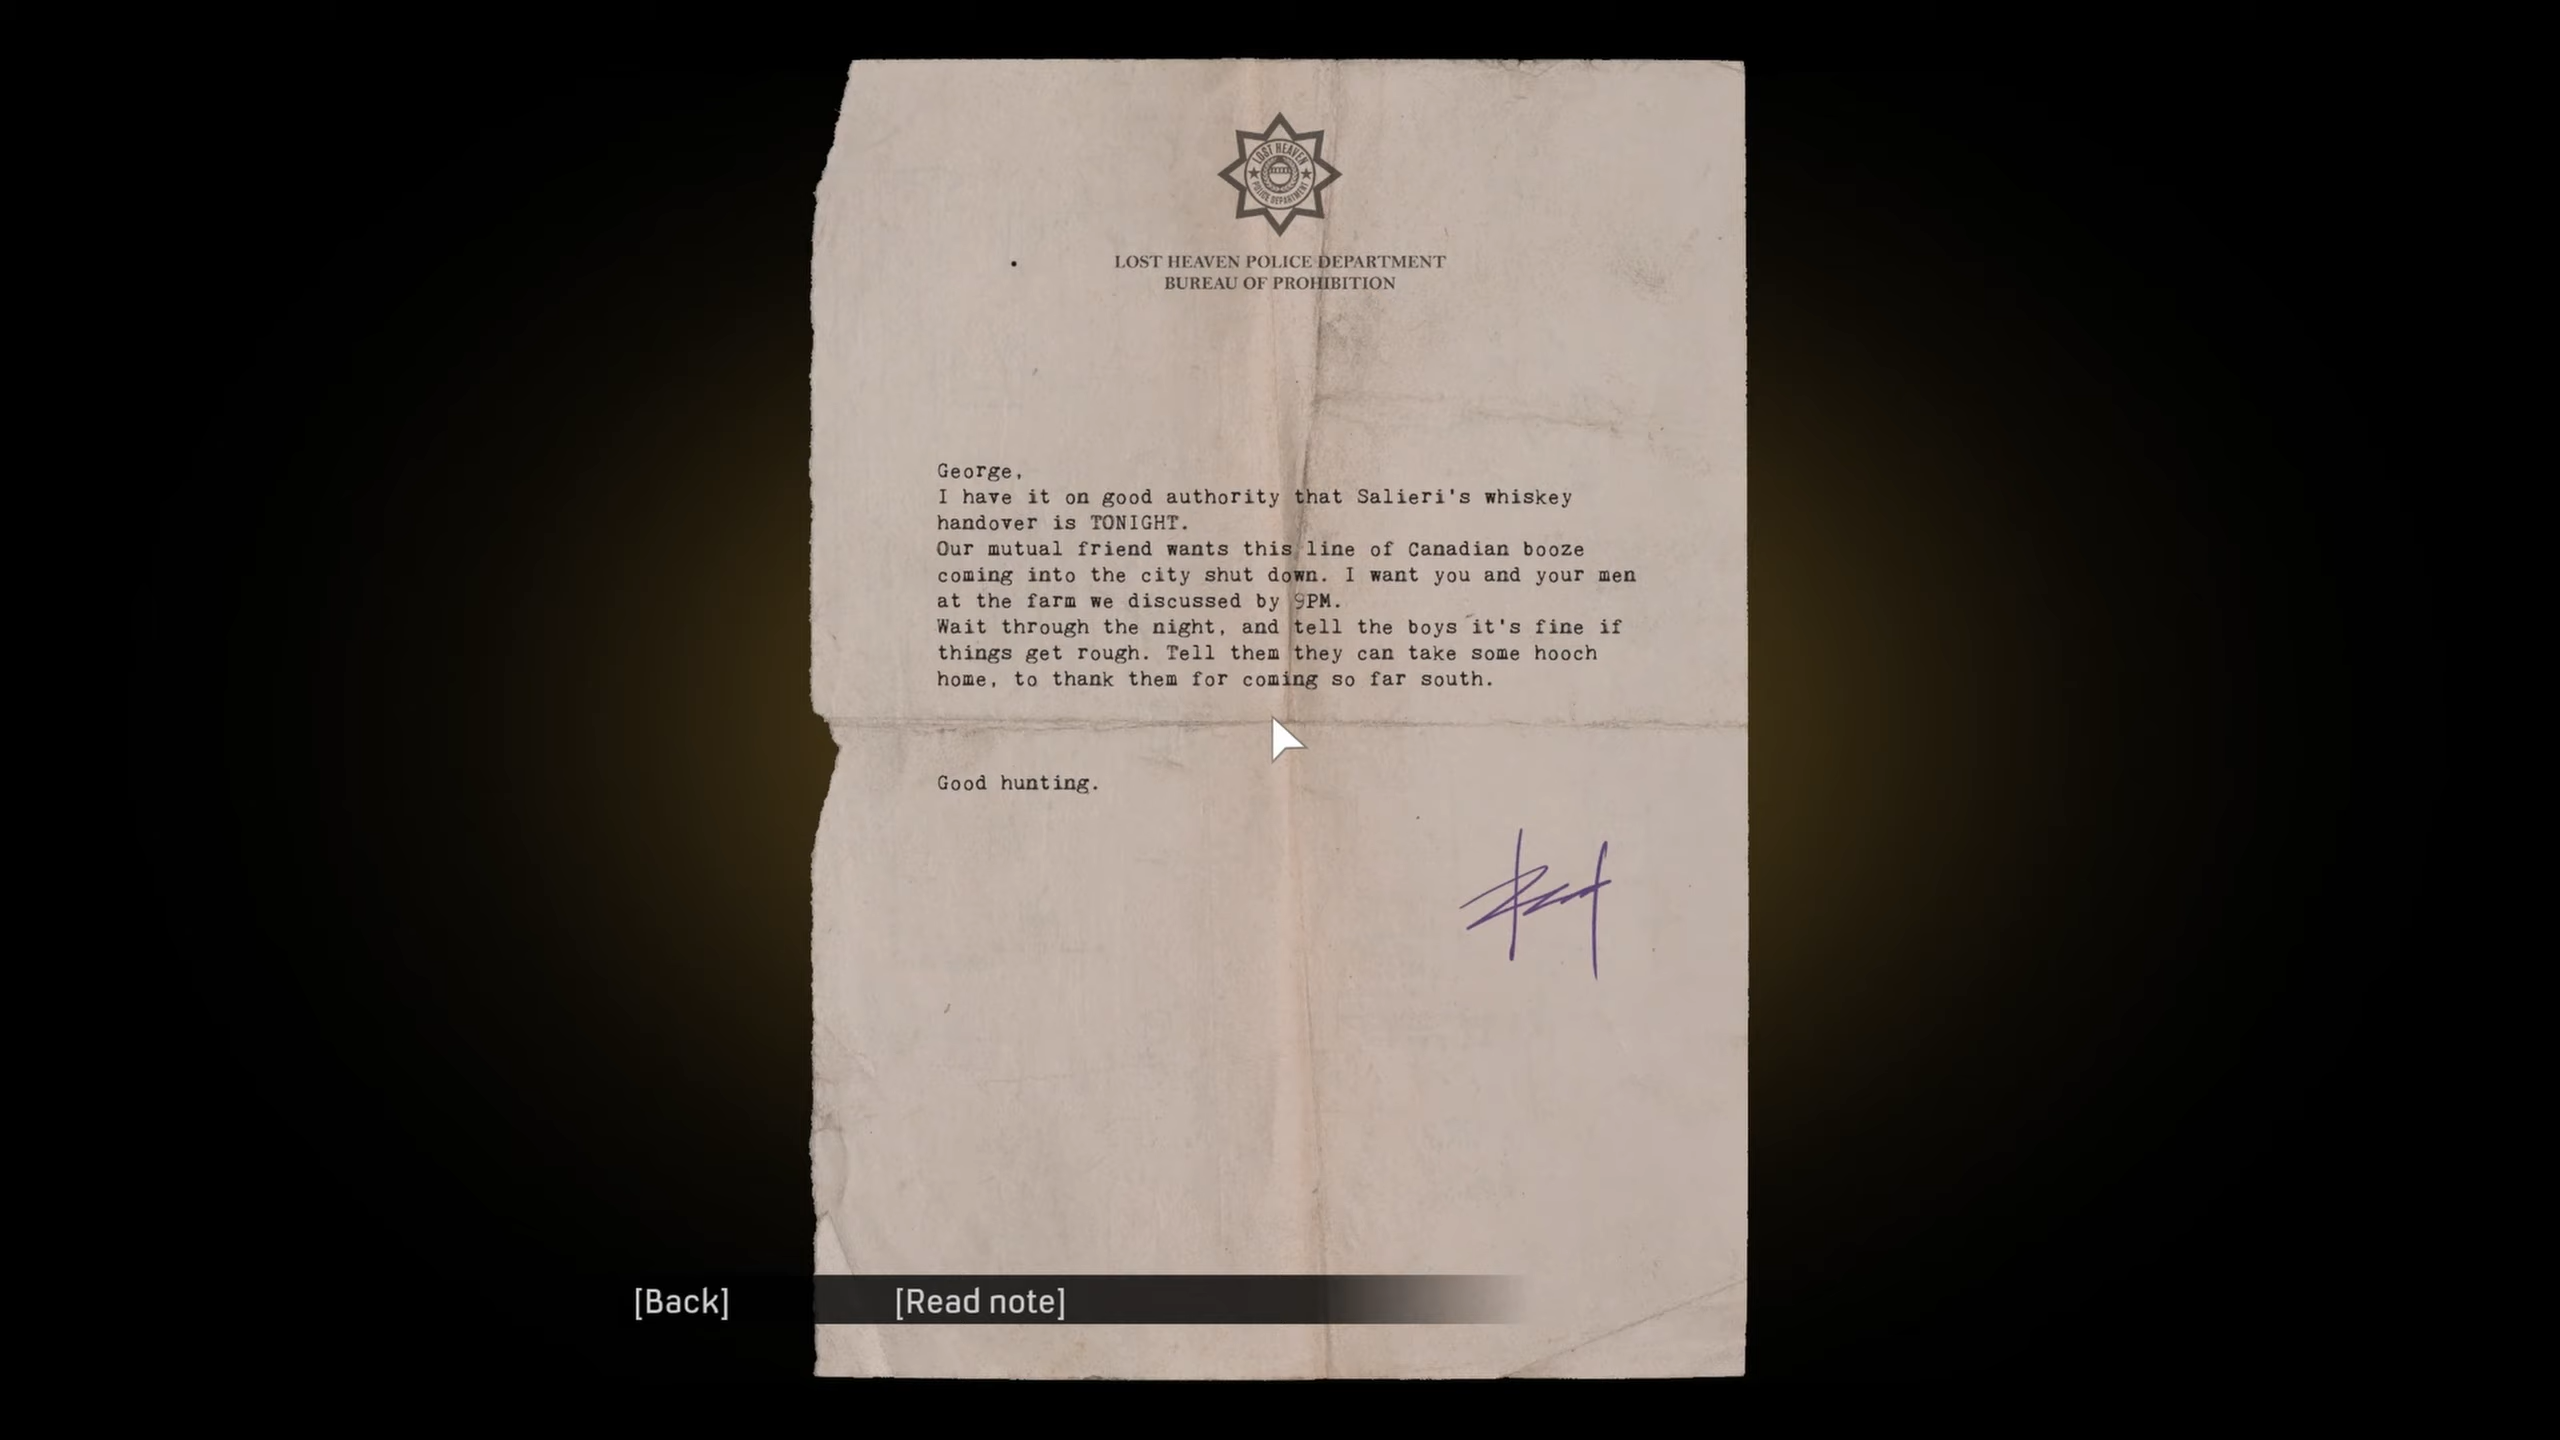 LOST HEAVEN
POLICE DEPARTMENT
LOST HEAVEN POLICE DEPARTMENT
BUREAU OF PROHIBITION
George,
I have it on good authority that Salieri's whiskey
handover is TONIGHT.
Our mutual friend wants this line of Canadian booze
coming into the city shut down. I want you and your men
at the farm we discussed by 9PM.
Wait through the night, and tell the boys it's fine if
things get rough. Tell them they can take some hooch
home, to thank them for coming so far south.
Good hunting.
[Back]
[Read note]